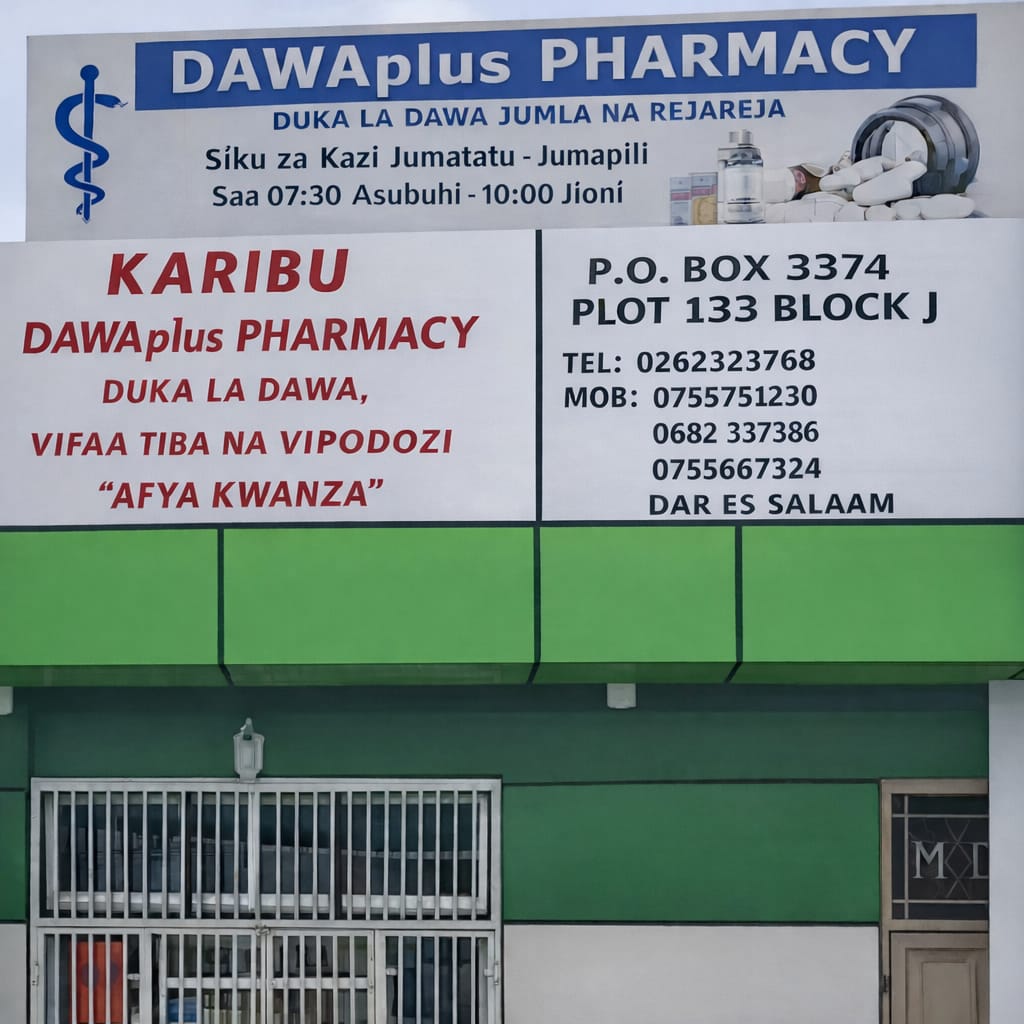 DAWAplus PHARMACY
DUKA LA DAWA JUMLA NA REJAREJA
Síku za Kazi Jumatatu - Jumapili
Saa 07:30 Asubuhi - 10:00 Jioní
KARIBU
DAWAplus PHARMACY
DUKA LA DAWA,
VIFAA TIBA NA VIPODOZI
“AFYA KWANZA”
P.O. BOX 3374
PLOT 133 BLOCK J
TEL: 0262323768
MOB: 0755751230
0682 337386
0755667324
DAR ES SALAAM